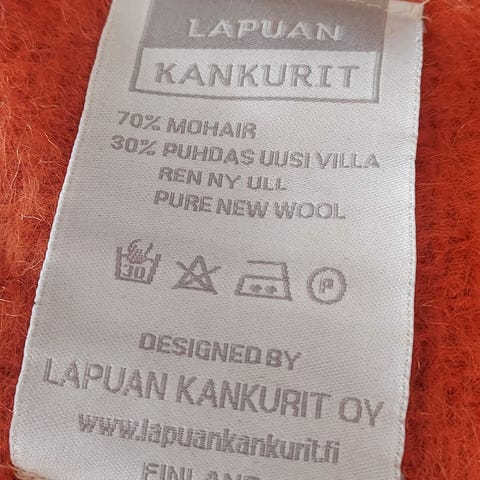 LAPUAN
KANKURIT
70% MOHAIR
30% PUHDAS UUSI VILLA
REN NY ULL
PURE NEW WOOL
30
P
DESIGNED BY
LAPUAN KANKURIT OY
www.lapuankankurit.fi
FINLAND